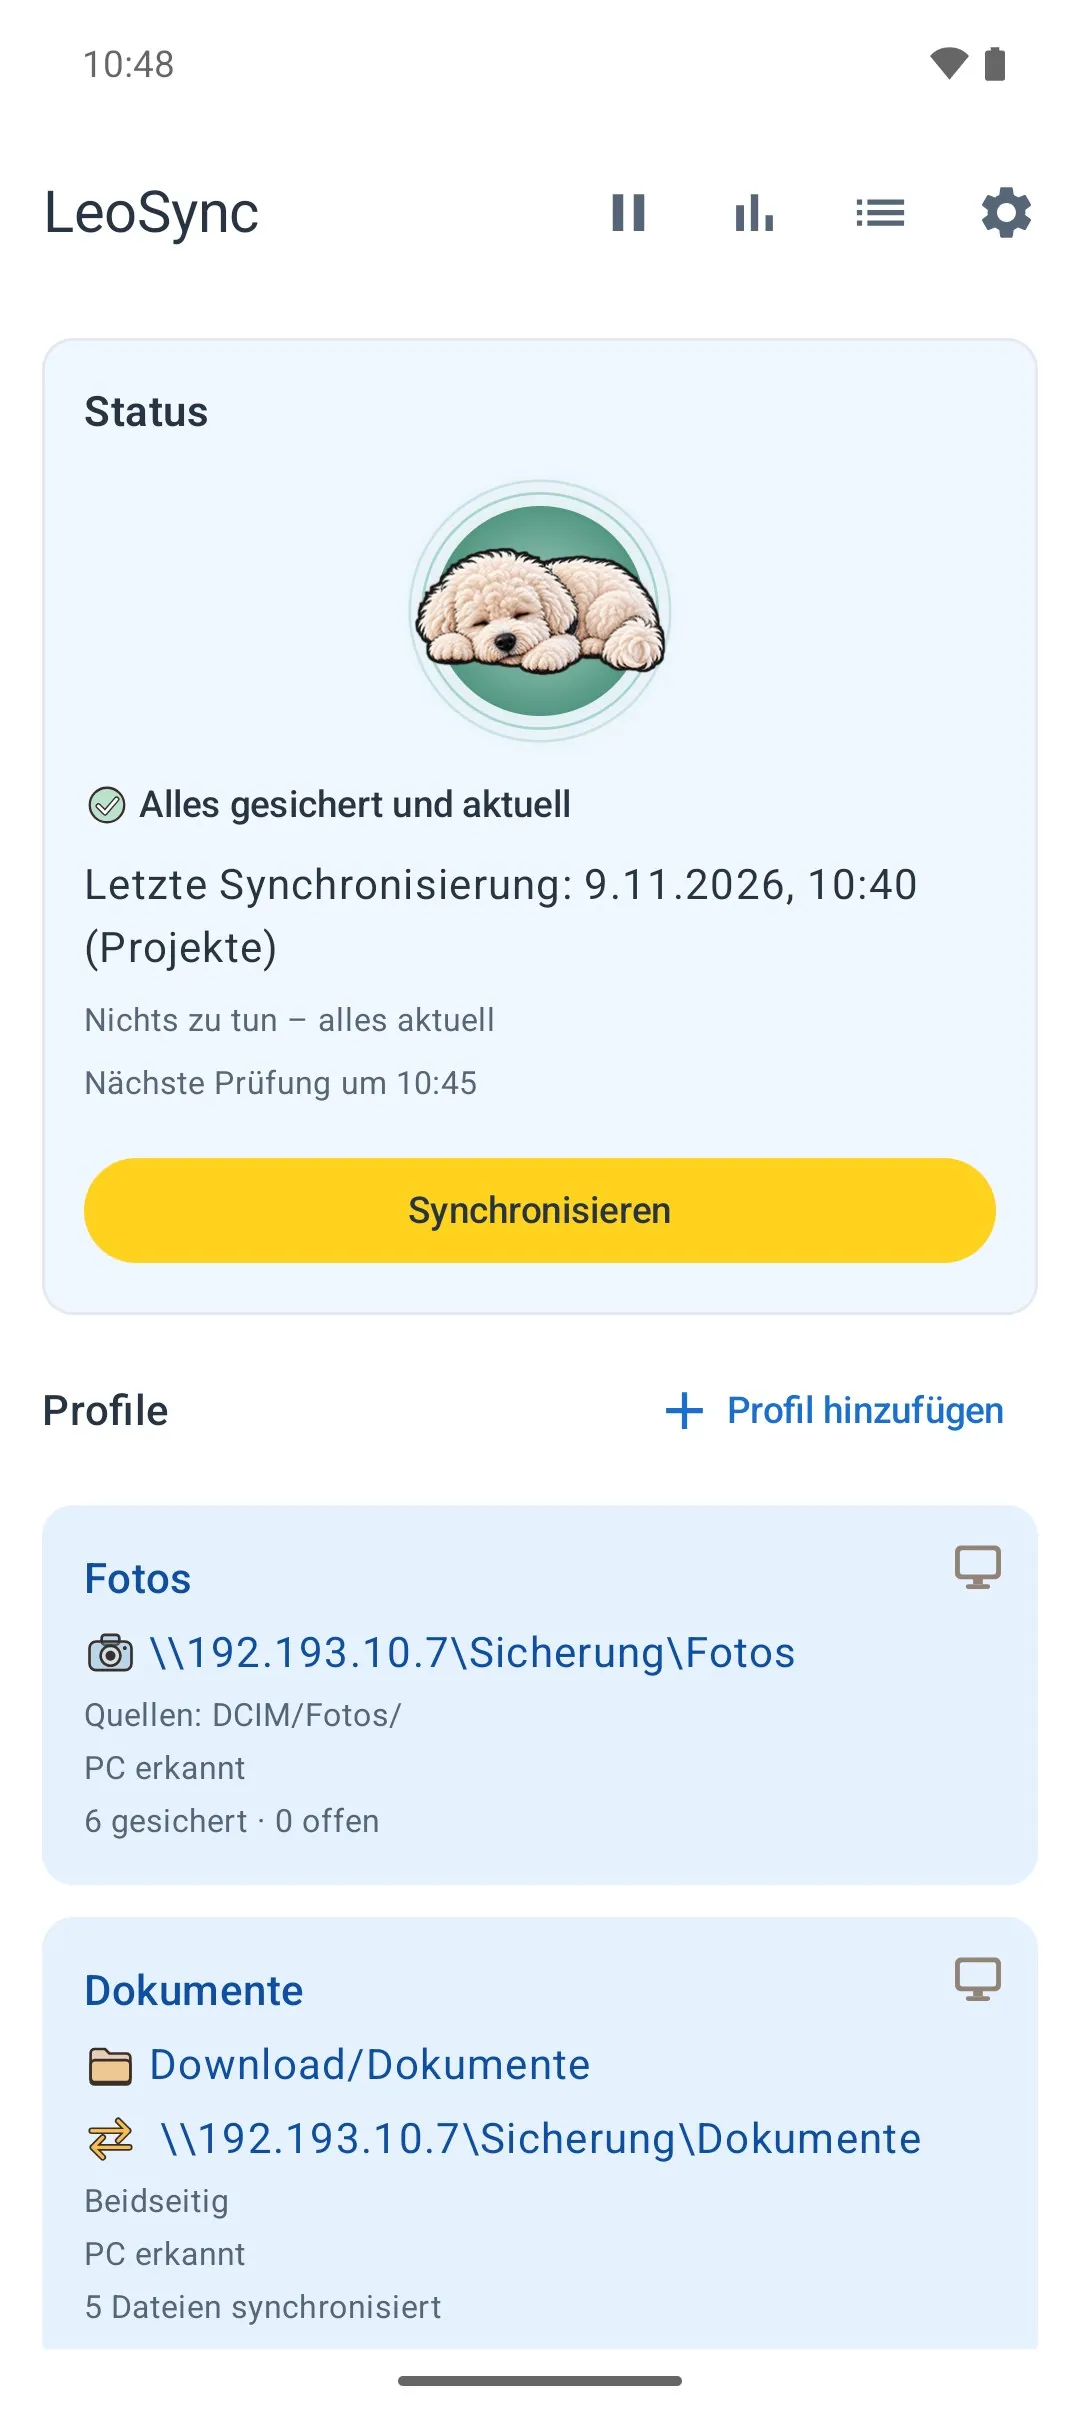 10:48
LeoSync
Status
Alles gesichert und aktuell
Letzte Synchronisierung: 9.11.2026, 10:40
(Projekte)
Nichts zu tun – alles aktuell
Nächste Prüfung um 10:45
Synchronisieren
Profile
Profil hinzufügen
Fotos
\\192.193.10.7\Sicherung\Fotos
Quellen: DCIM/Fotos/
PC erkannt
6 gesichert · 0 offen
Dokumente
Download/Dokumente
\\192.193.10.7\Sicherung\Dokumente
Beidseitig
PC erkannt
5 Dateien synchronisiert